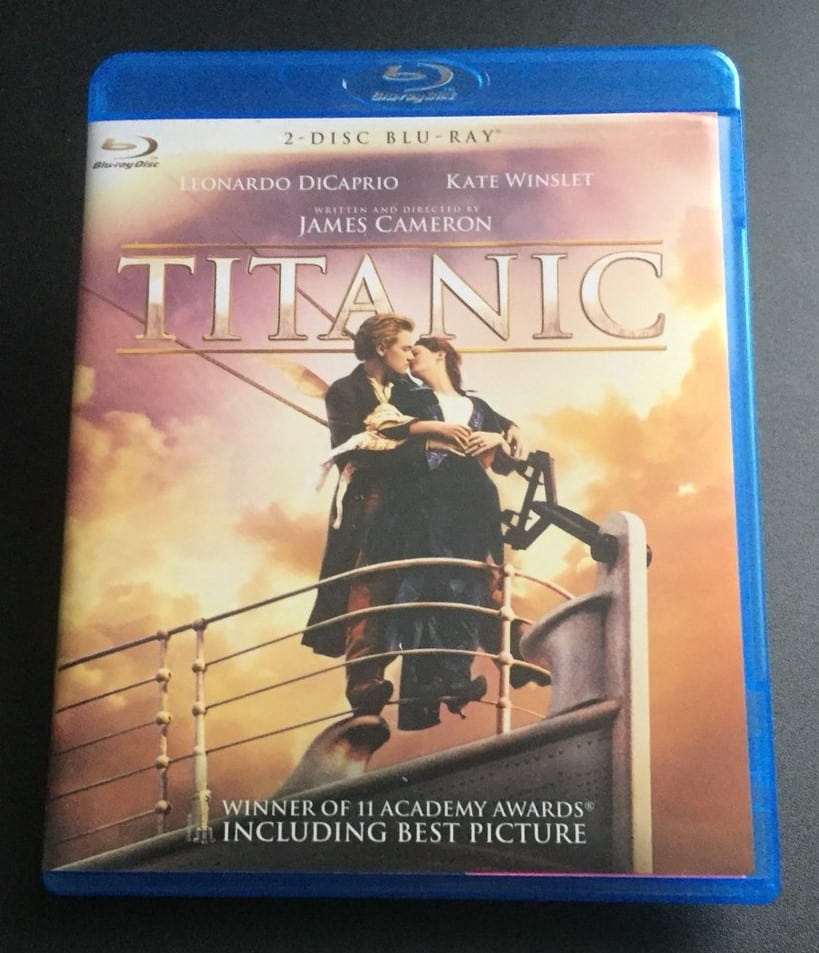 Blu-ray Disc
Blu-ray Disc
2-DISC BLU-RAY
LEONARDO DICAPRIO KATE WINSLET
WRITTEN AND DIRECTED BY
JAMES CAMERON
TITANIC
WINNER OF 11 ACADEMY AWARDS®
INCLUDING BEST PICTURE